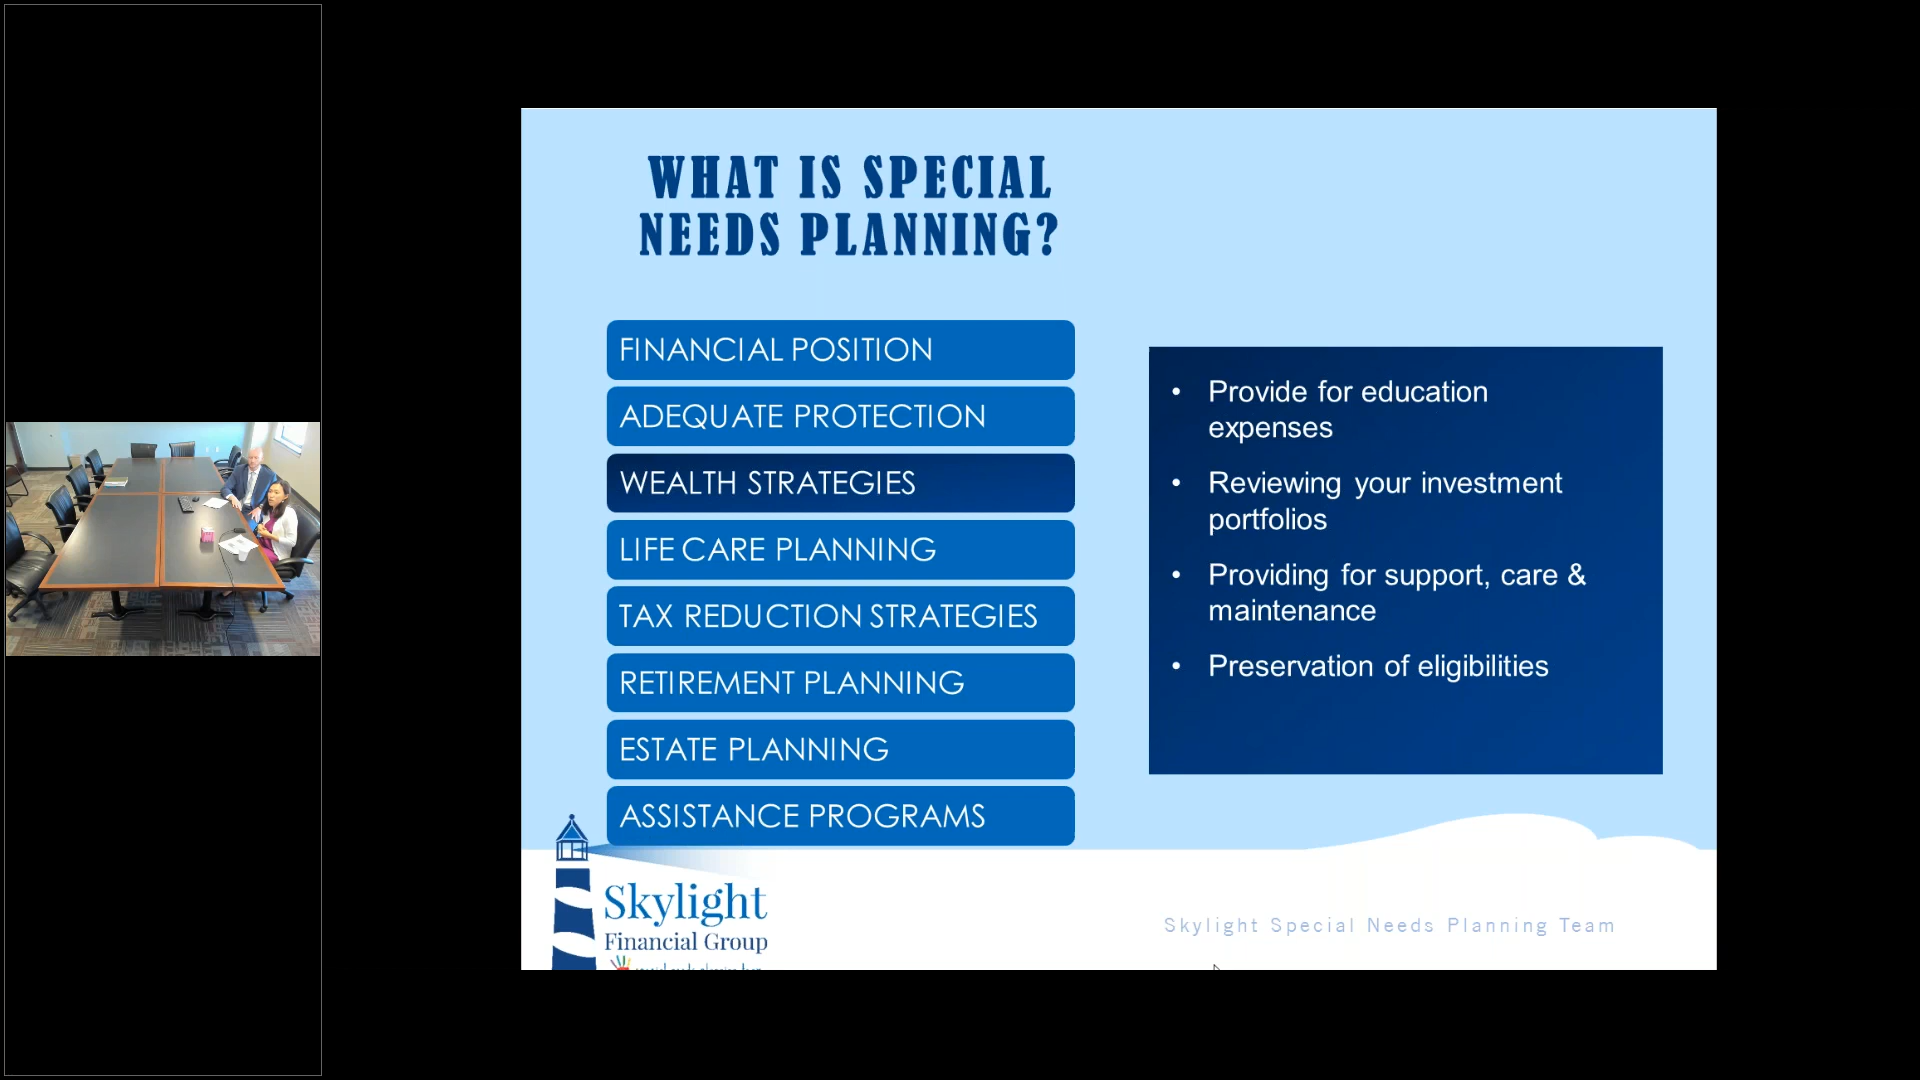 WHAT IS SPECIAL
NEEDS PLANNING?
FINANCIAL POSITION
ADEQUATE PROTECTION
WEALTH STRATEGIES
LIFE CARE PLANNING
TAX REDUCTION STRATEGIES
RETIREMENT PLANNING
ESTATE PLANNING
ASSISTANCE PROGRAMS
• Provide for education
expenses
• Reviewing your investment
portfolios
• Providing for support, care &
maintenance
• Preservation of eligibilities
Skylight
Financial Group
Skylight Special Needs Planning Team